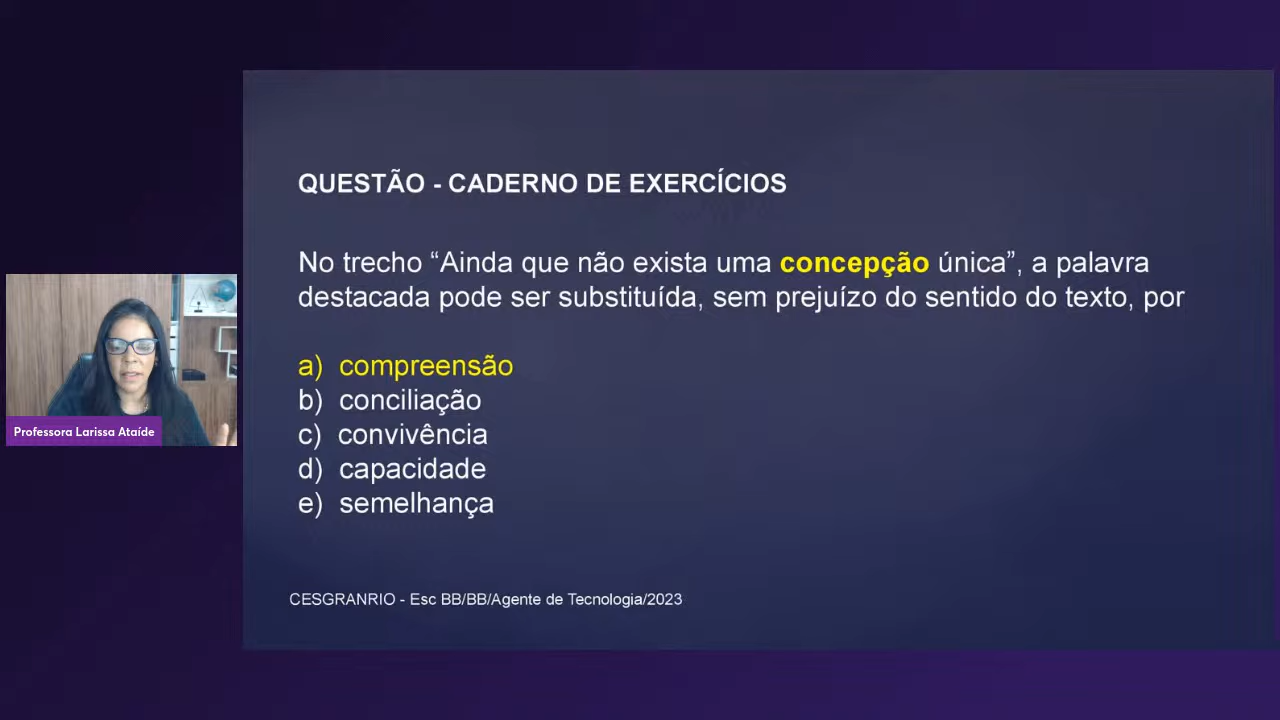 QUESTÃO - CADERNO DE EXERCÍCIOS
No trecho “Ainda que não exista uma concepção única”, a palavra
destacada pode ser substituída, sem prejuízo do sentido do texto, por
a) compreensão
b) conciliação
c) convivência
d) capacidade
e) semelhança
Professora Larissa Ataíde
CESGRANRIO - Esc BB/BB/Agente de Tecnologia/2023